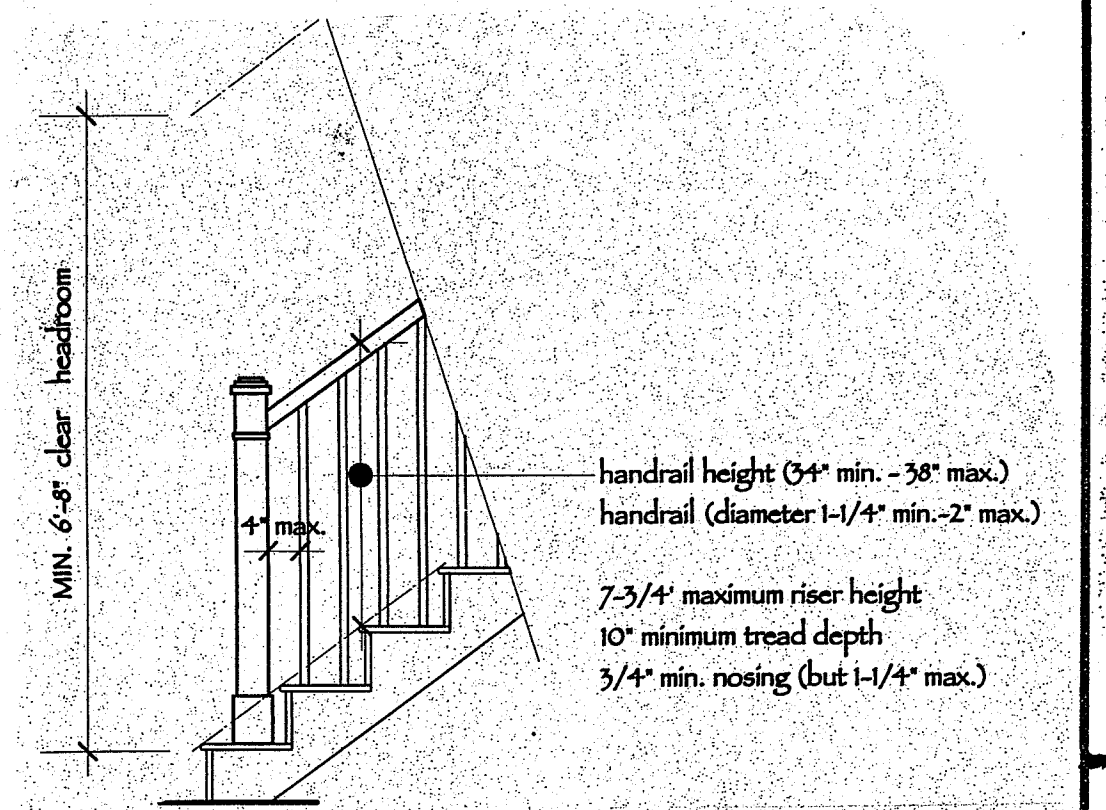 MIN. 6'-8" clear headroom
4" max.
handrail height (34" min. - 38" max.)
handrail (diameter 1-1/4" min.-2" max.)
7-3/4' maximum riser height
10" minimum tread depth
3/4" min. nosing (but 1-1/4" max.)